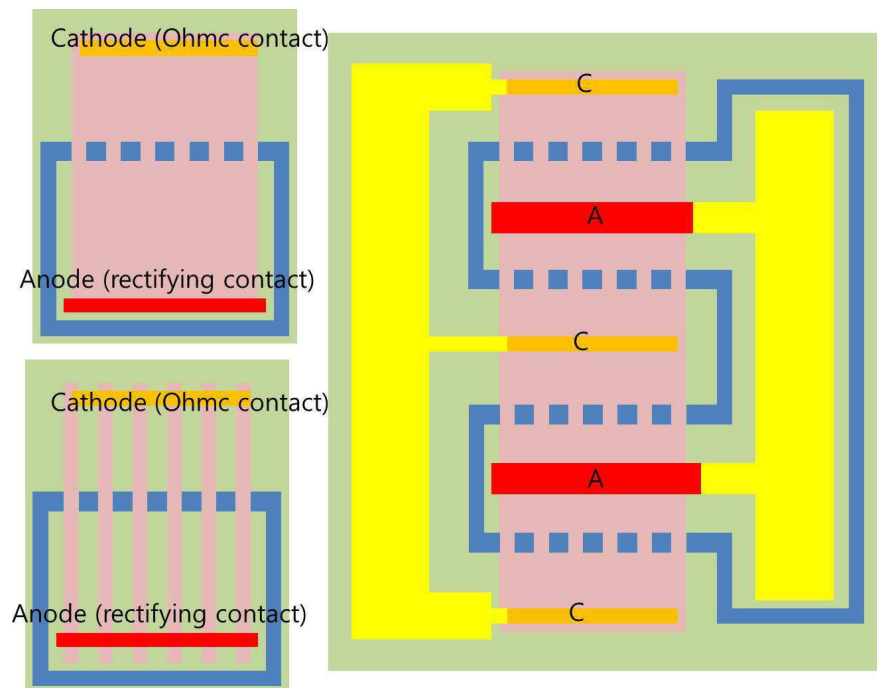 Cathode (Ohmc contact)
Anode (rectifying contact)
Cathode (Ohmc contact)
Anode (rectifying contact)
C
A
C
A
C